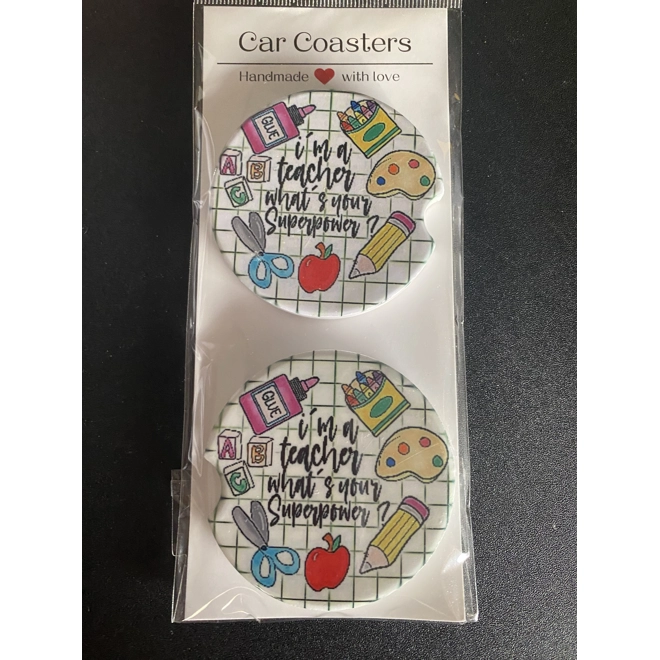 Car Coasters
Handmade with love
GLUE
A B
C
i´m a
teacher
what´s your
Superpower ?
GLUE
A B
C
i´m a
teacher
what´s your
Superpower ?